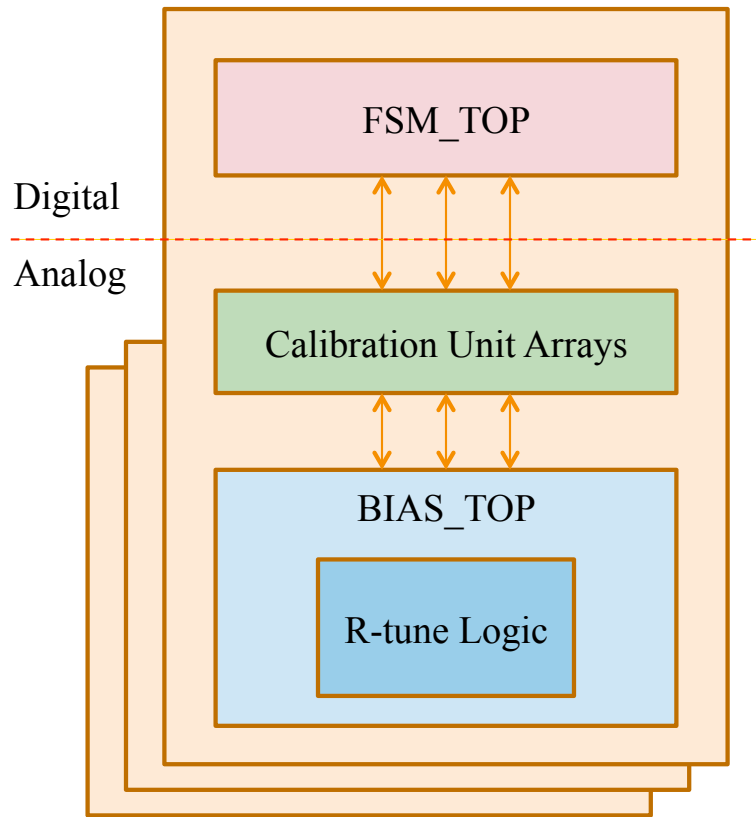 FSM_TOP
Digital
Analog
Calibration Unit Arrays
BIAS_TOP
R-tune Logic